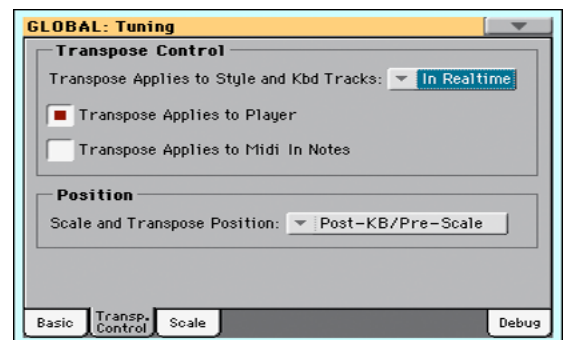 GLOBAL: Tuning
Transpose Control
Transpose Applies to Style and Kbd Tracks: In Realtime
Transpose Applies to Player
Transpose Applies to Midi In Notes
Position
Scale and Transpose Position: Post-KB/Pre-Scale
Basic Transp. Control Scale Debug